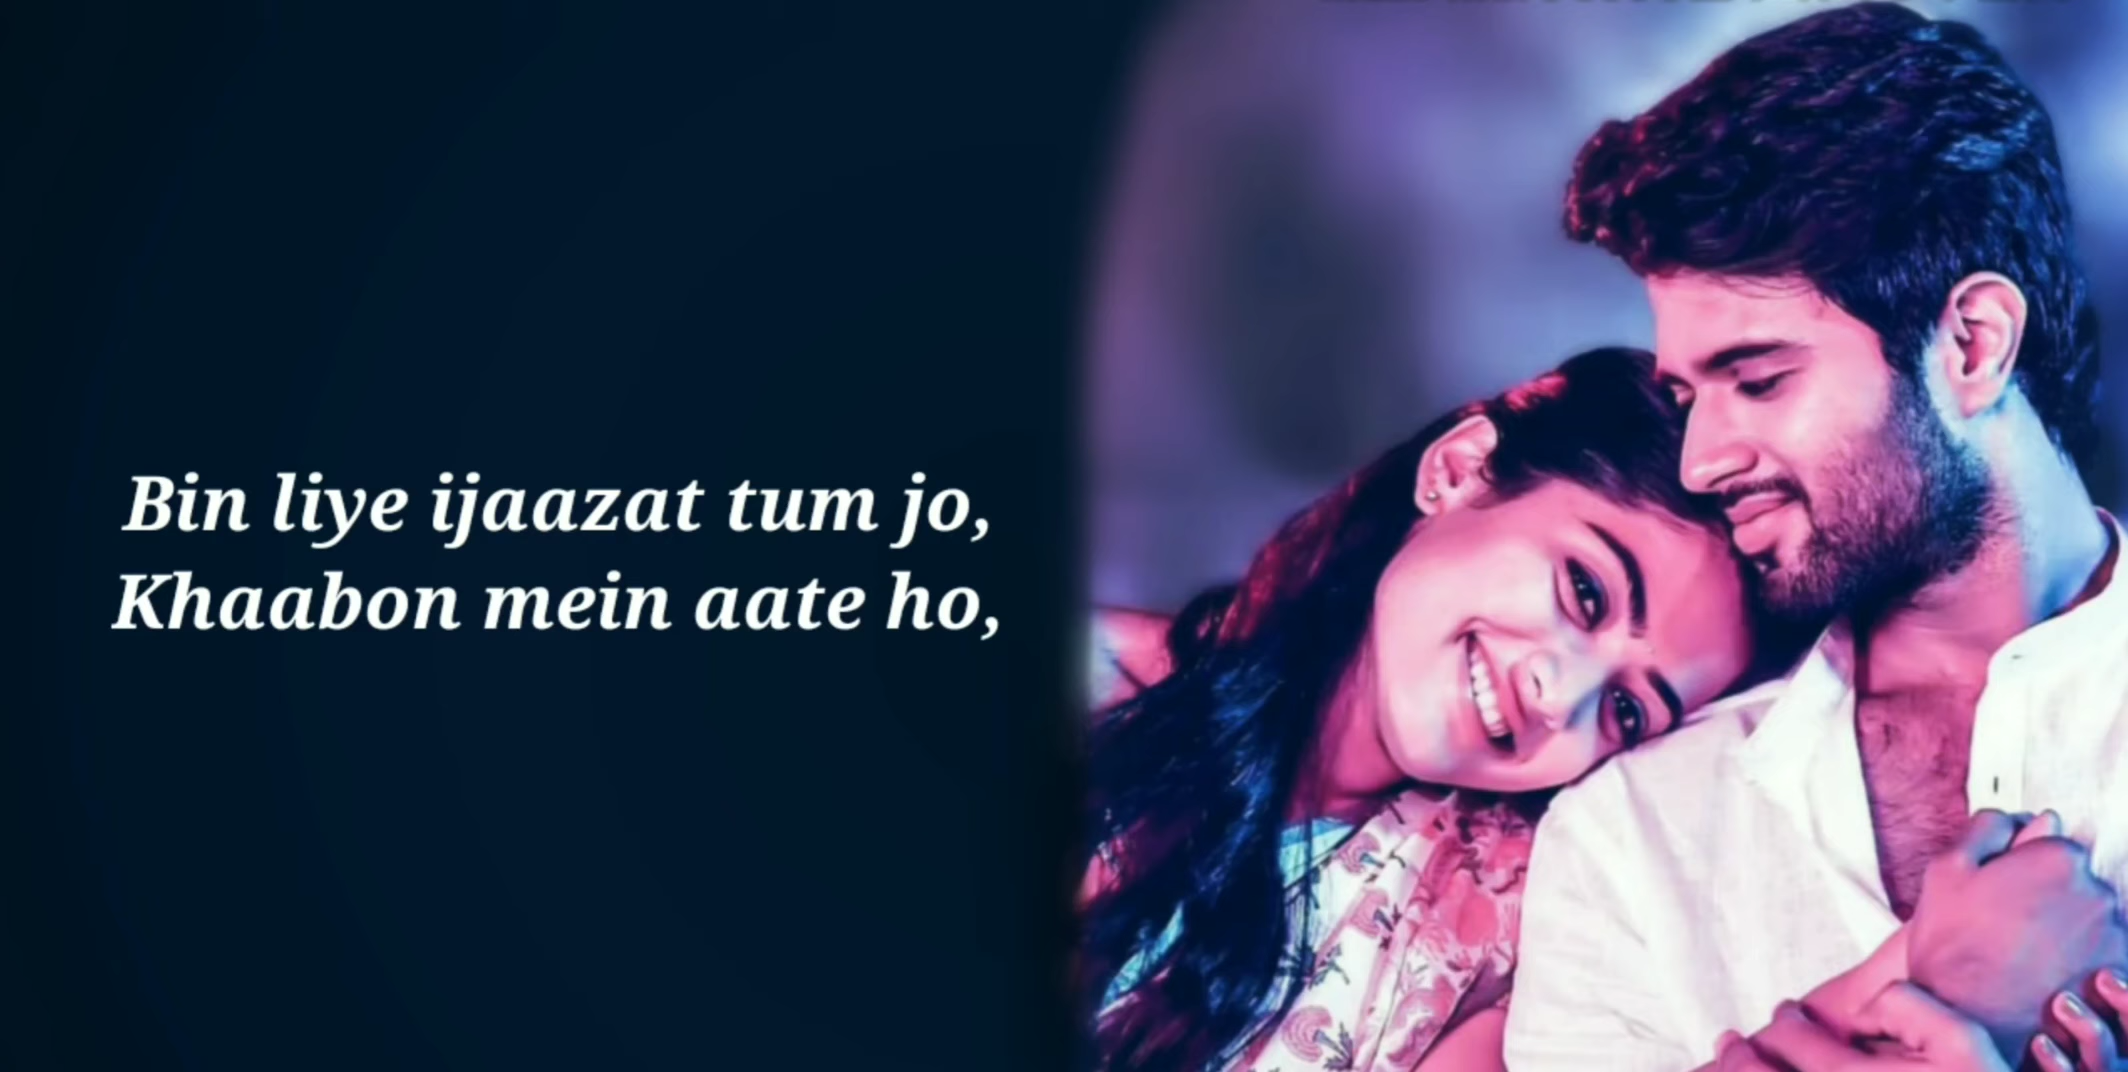 Bin liye ijaazat tum jo,
Khaabon mein aate ho,